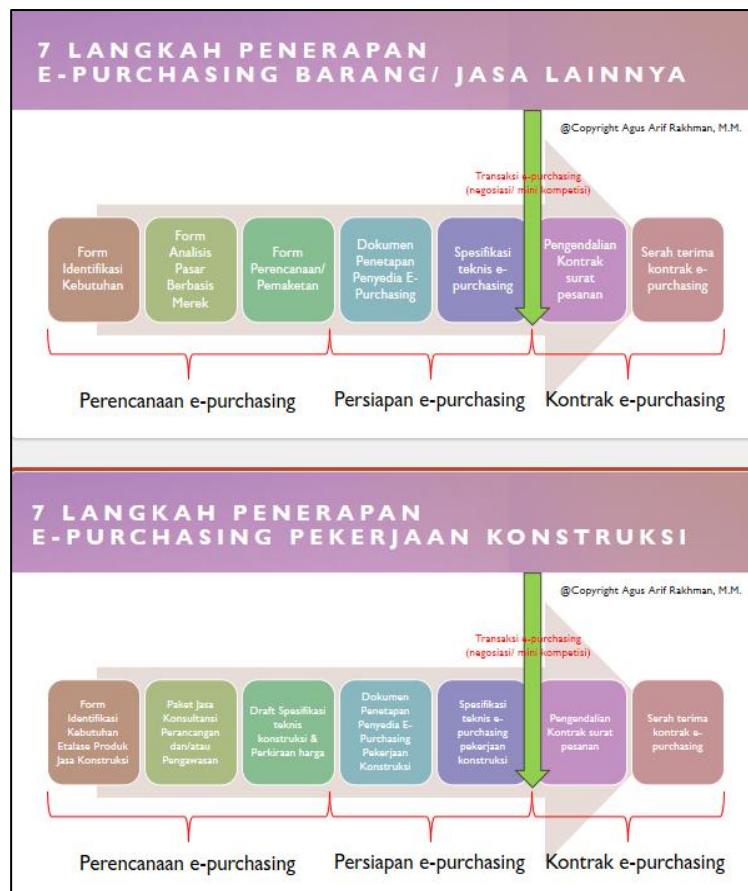 7 LANGKAH PENERAPAN
E-PURCHASING BARANG/ JASA LAINNYA
@Copyright Agus Arif Rakhman, M.M.
Transaksi e-purchasing
(negosiasi/ mini kompetisi)
Form
Identifikasi
Kebutuhan
Form
Analisis
Pasar
Berbasis
Merek
Form
Perencanaan/
Pemaketan
Dokumen
Penetapan
Penyedia E-
Purchasing
Spesifikasi
teknis e-
purchasing
Pengendalian
Kontrak
surat
pesanan
Serah terima
kontrak e-
purchasing
Perencanaan e-purchasing
Persiapan e-purchasing
Kontrak e-purchasing
7 LANGKAH PENERAPAN
E-PURCHASING PEKERJAAN KONSTRUKSI
@Copyright Agus Arif Rakhman, M.M.
Transaksi e-purchasing
(negosiasi/ mini kompetisi)
Form
Identifikasi
Kebutuhan
Etalase Produk
Jasa Konstruksi
Paket Jasa
Konsultansi
Perancangan
dan/atau
Pengawasan
Draft Spesifikasi
teknis
konstruksi &
Perkiraan harga
Dokumen
Penetapan
Penyedia E-
Purchasing
Pekerjaan
Konstruksi
Spesifikasi
teknis e-
purchasing
pekerjaan
konstruksi
Pengendalian
Kontrak surat
pesanan
Serah terima
kontrak e-
purchasing
Perencanaan e-purchasing
Persiapan e-purchasing
Kontrak e-purchasing